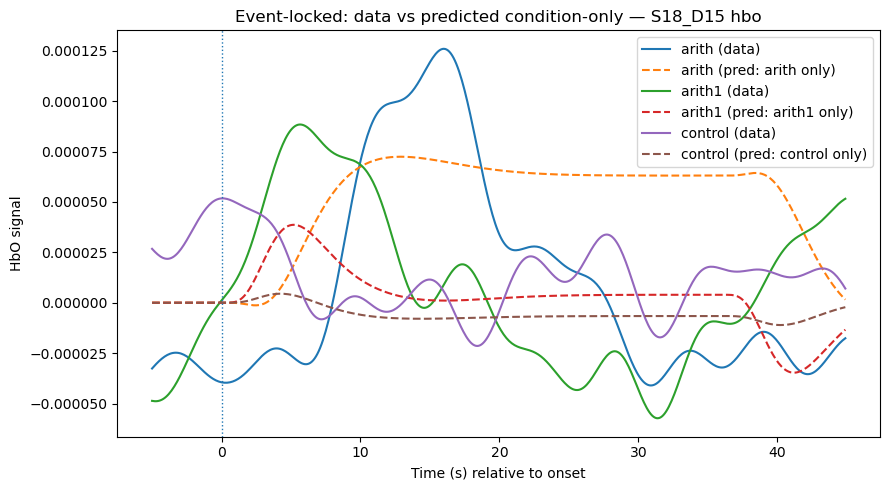 Event-locked: data vs predicted condition-only — S18_D15 hbo
arith (data)
arith (pred: arith only)
arith1 (data)
arith1 (pred: arith1 only)
control (data)
control (pred: control only)
HbO signal
0.000125
0.000100
0.000075
0.000050
0.000025
0.000000
−0.000025
−0.000050
0
10
20
30
40
Time (s) relative to onset